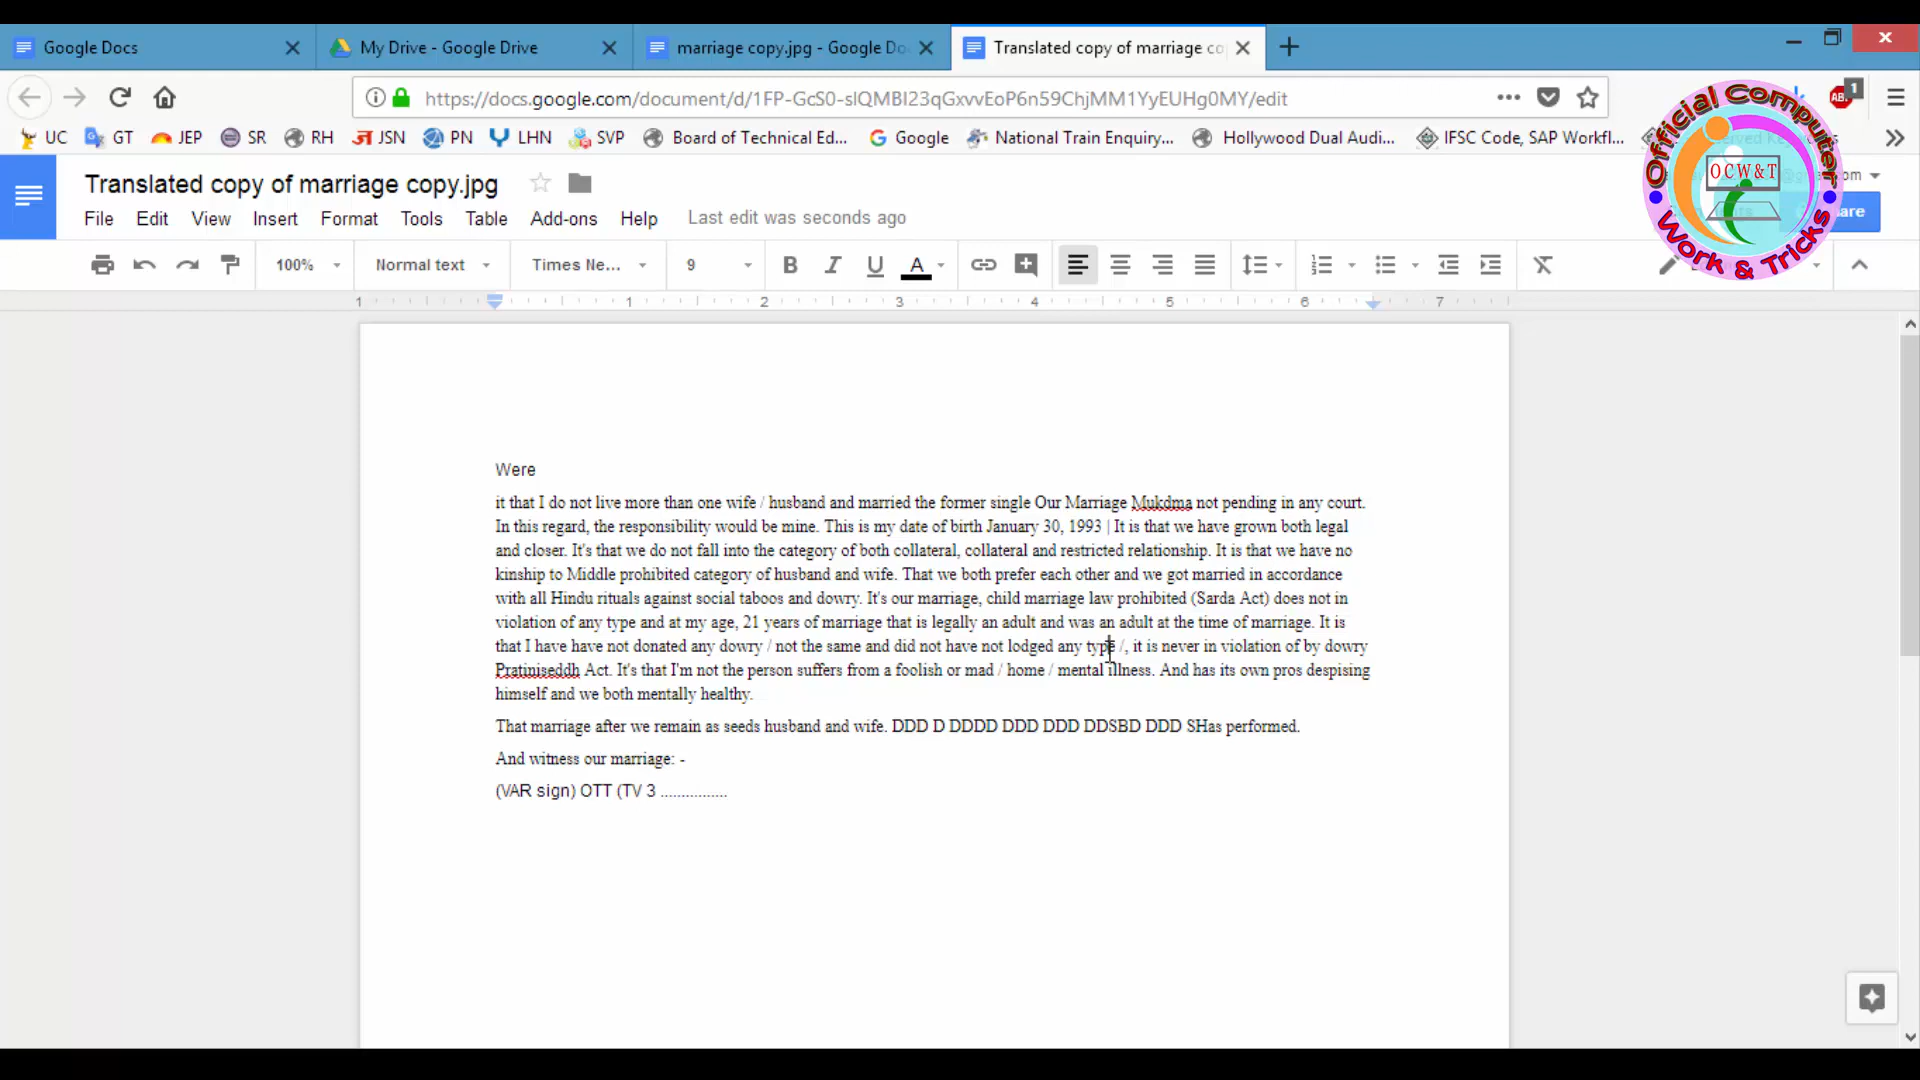 Google Docs
My Drive - Google Drive
marriage copy.jpg - Google Do
Translated copy of marriage co
https://docs.google.com/document/d/1FP-GcS0-slQMBI23qGxvvEoP6n59ChjMM1YyEUHg0MY/edit
ABP
1
UC GT JEP SR RH JSN PN LHN SVP Board of Technical Ed... Google National Train Enquiry... Hollywood Dual Audi... IFSC Code, SAP Workfl...
Official Computer
OCW&T
Work & Tricks
Translated copy of marriage copy.jpg
om
File Edit View Insert Format Tools Table Add-ons Help Last edit was seconds ago
are
100% Normal text Times Ne... 9 B I U A
1 1 2 3 4 5 6 7
Were
it that I do not live more than one wife / husband and married the former single Our Marriage Mukdma not pending in any court.
In this regard, the responsibility would be mine. This is my date of birth January 30, 1993 | It is that we have grown both legal
and closer. It's that we do not fall into the category of both collateral, collateral and restricted relationship. It is that we have no
kinship to Middle prohibited category of husband and wife. That we both prefer each other and we got married in accordance
with all Hindu rituals against social taboos and dowry. It's our marriage, child marriage law prohibited (Sarda Act) does not in
violation of any type and at my age, 21 years of marriage that is legally an adult and was an adult at the time of marriage. It is
that I have have not donated any dowry / not the same and did not have not lodged any type /, it is never in violation of by dowry
Pratiniseddh Act. It's that I'm not the person suffers from a foolish or mad / home / mental illness. And has its own pros despising
himself and we both mentally healthy.
That marriage after we remain as seeds husband and wife. DDD D DDDD DDD DDD DDSBD DDD SHas performed.
And witness our marriage: -
(VAR sign) OTT (TV 3 ................